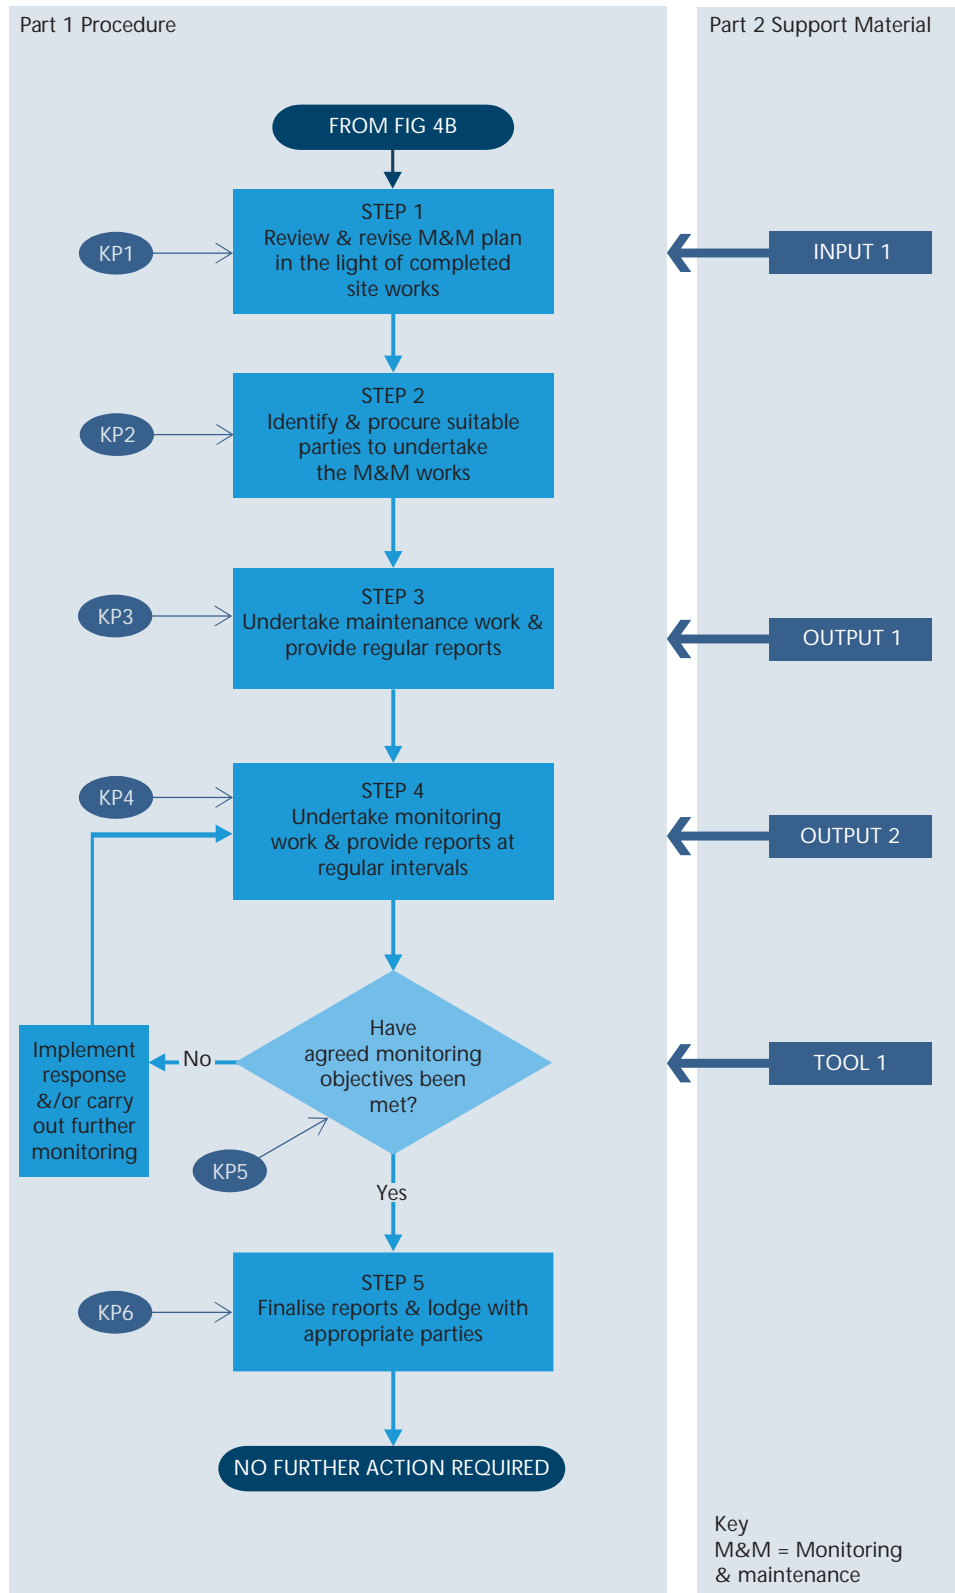 Part 1 Procedure
Part 2 Support Material
FROM FIG 4B
STEP 1
Review & revise M&M plan
in the light of completed
site works
KP1
INPUT 1
STEP 2
Identify & procure suitable
parties to undertake
the M&M works
KP2
STEP 3
Undertake maintenance work &
provide regular reports
KP3
OUTPUT 1
STEP 4
Undertake monitoring
work & provide reports at
regular intervals
KP4
OUTPUT 2
Have
agreed monitoring
objectives been
met?
No
Implement
response
&/or carry
out further
monitoring
TOOL 1
KP5
Yes
STEP 5
Finalise reports & lodge with
appropriate parties
KP6
NO FURTHER ACTION REQUIRED
Key
M&M = Monitoring
& maintenance